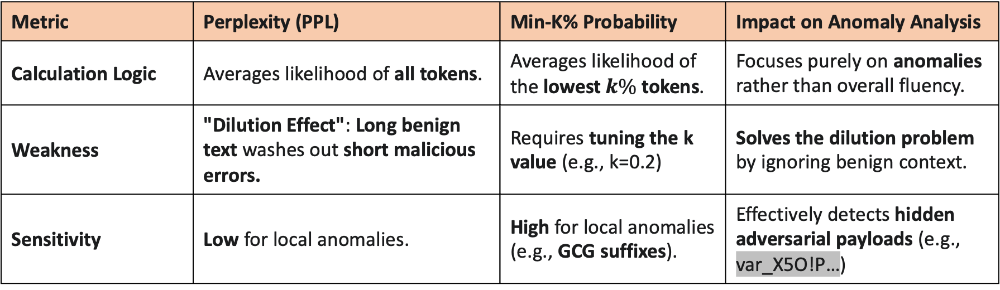 Metric
Perplexity (PPL)
Min-K% Probability
Impact on Anomaly Analysis
Calculation Logic
Averages likelihood of all tokens.
Averages likelihood of
the lowest k% tokens.
Focuses purely on anomalies
rather than overall fluency.
Weakness
"Dilution Effect": Long benign
text washes out short malicious
errors.
Requires tuning the k
value (e.g., k=0.2)
Solves the dilution problem
by ignoring benign context.
Sensitivity
Low for local anomalies.
High for local anomalies
(e.g., GCG suffixes).
Effectively detects hidden
adversarial payloads (e.g.,
var_X5O!P...)